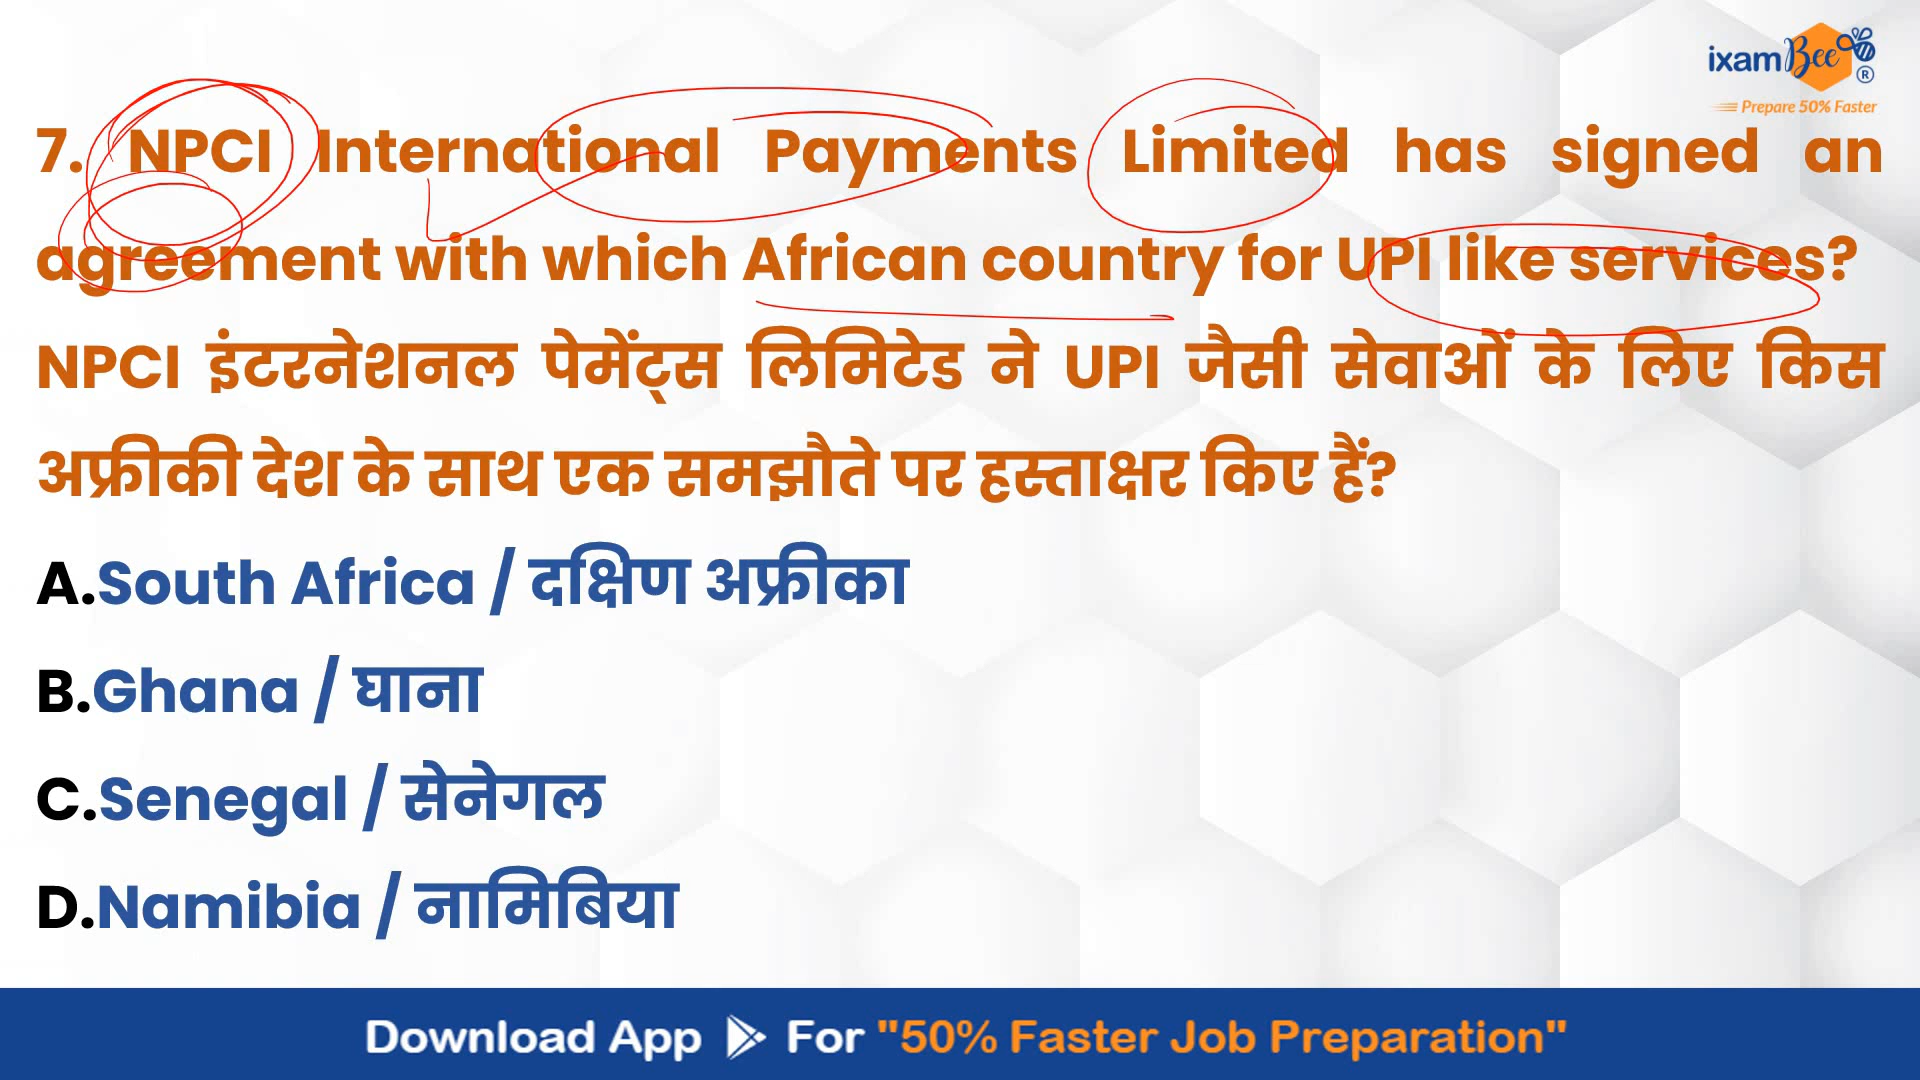 ixamBee®
Prepare 50% Faster
7. NPCI International Payments Limited has signed an
agreement with which African country for UPI like services?
NPCI इंटरनेशनल पेमेंट्स लिमिटेड ने UPI जैसी सेवाओं के लिए किस
अफ्रीकी देश के साथ एक समझौते पर हस्ताक्षर किए हैं?
A.South Africa / दक्षिण अफ्रीका
B.Ghana / घाना
C.Senegal / सेनेगल
D.Namibia / नामिबिया
Download App For "50% Faster Job Preparation"